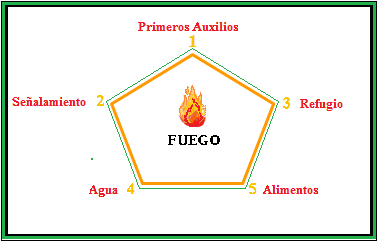 Primeros Auxilios
1
Señalamiento 2
3 Refugio
FUEGO
Agua 4
5 Alimentos